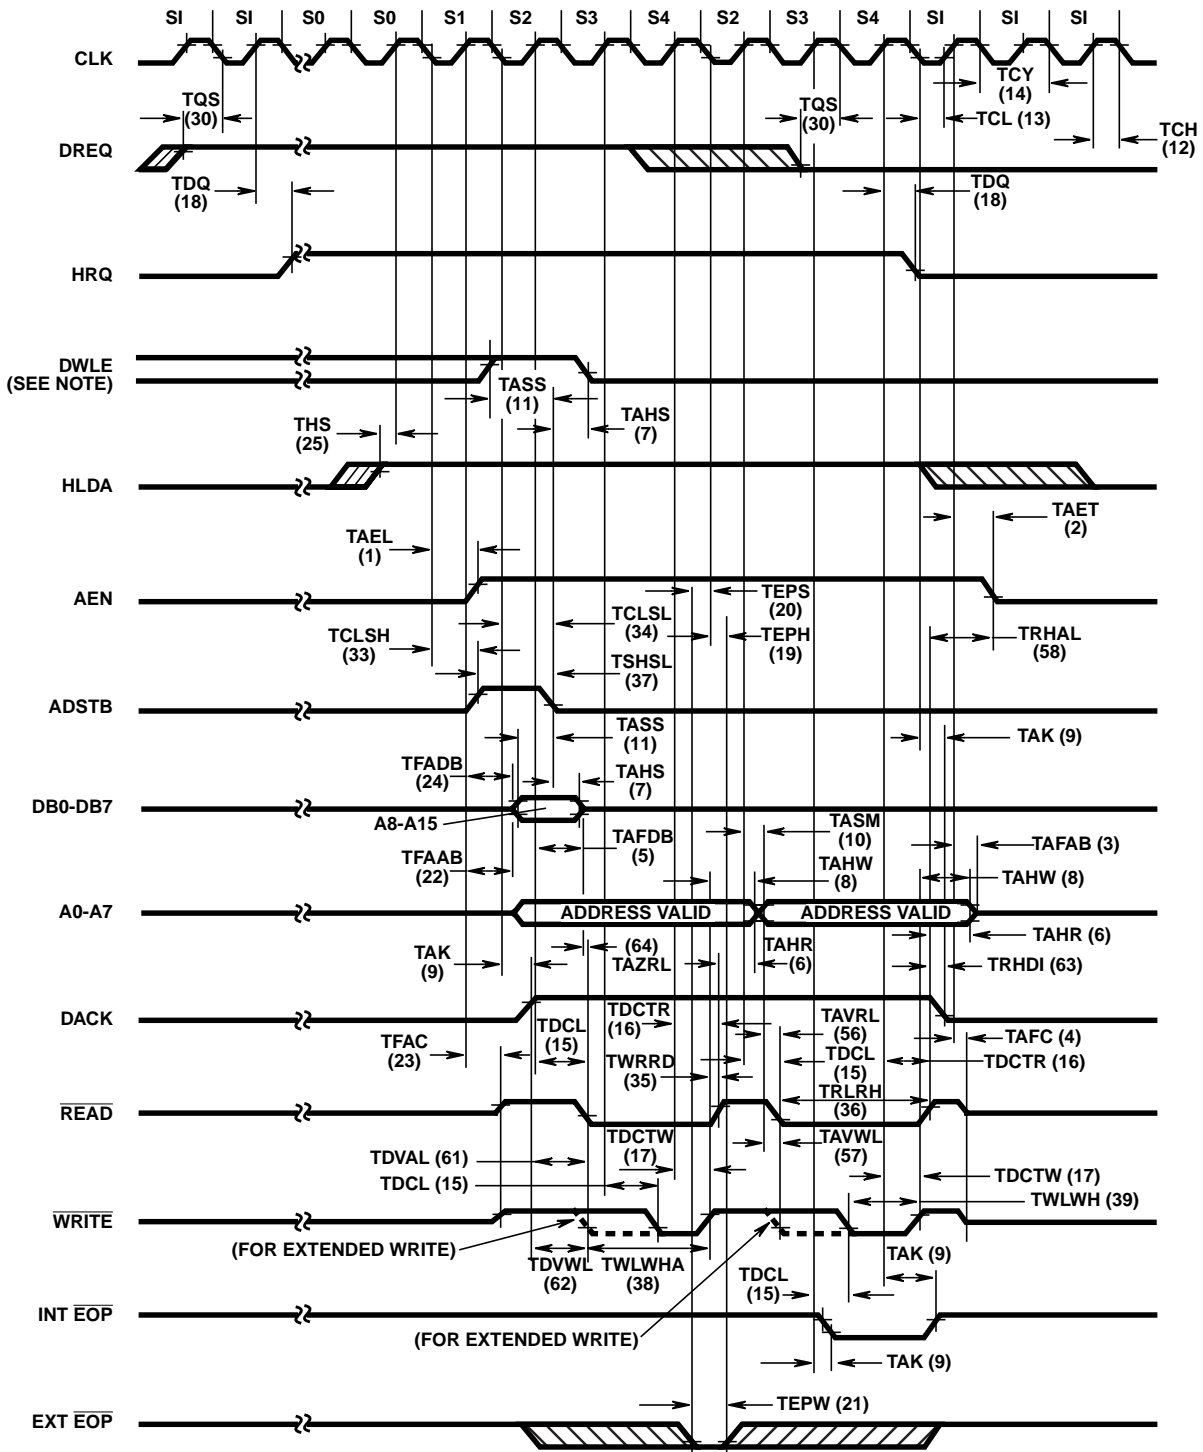 SI SI S0 S0 S1 S2 S3 S4 S2 S3 S4 SI SI SI
CLK
TCY
(14)
TQS
(30)
TQS
(30)
TCL (13)
TCH
(12)
DREQ
TDQ
(18)
TDQ
(18)
HRQ
DWLE
(SEE NOTE)
TASS
(11)
TAHS
(7)
THS
(25)
HLDA
TAET
(2)
TAEL
(1)
AEN
TEPS
(20)
TCLSL
(34)
TEPH
(19)
TCLSH
(33)
TRHAL
(58)
TSHSL
(37)
ADSTB
TASS
(11)
TAK (9)
TFADB
(24)
TAHS
(7)
DB0-DB7
A8-A15
TASM
(10)
TAFDB
(5)
TAFAB (3)
TFAAB
(22)
TAHW
(8)
TAHW (8)
A0-A7
ADDRESS VALID
ADDRESS VALID
TAHR (6)
(64)
TAZRL
TAHR
(6)
TAK
(9)
TRHDI (63)
DACK
TDCTR
(16)
TAVRL
(56)
TDCL
(15)
TAFC (4)
TFAC
(23)
TWRRD
(35)
TDCL
(15)
TDCTR (16)
TRLRH
(36)
READ
TDCTW
(17)
TAVWL
(57)
TDVAL (61)
TDCTW (17)
TDCL (15)
TWLWH (39)
WRITE
(FOR EXTENDED WRITE)
TAK (9)
TDVWL
(62)
TWLWHA
(38)
TDCL
(15)
INT EOP
(FOR EXTENDED WRITE)
TAK (9)
TEPW (21)
EXT EOP